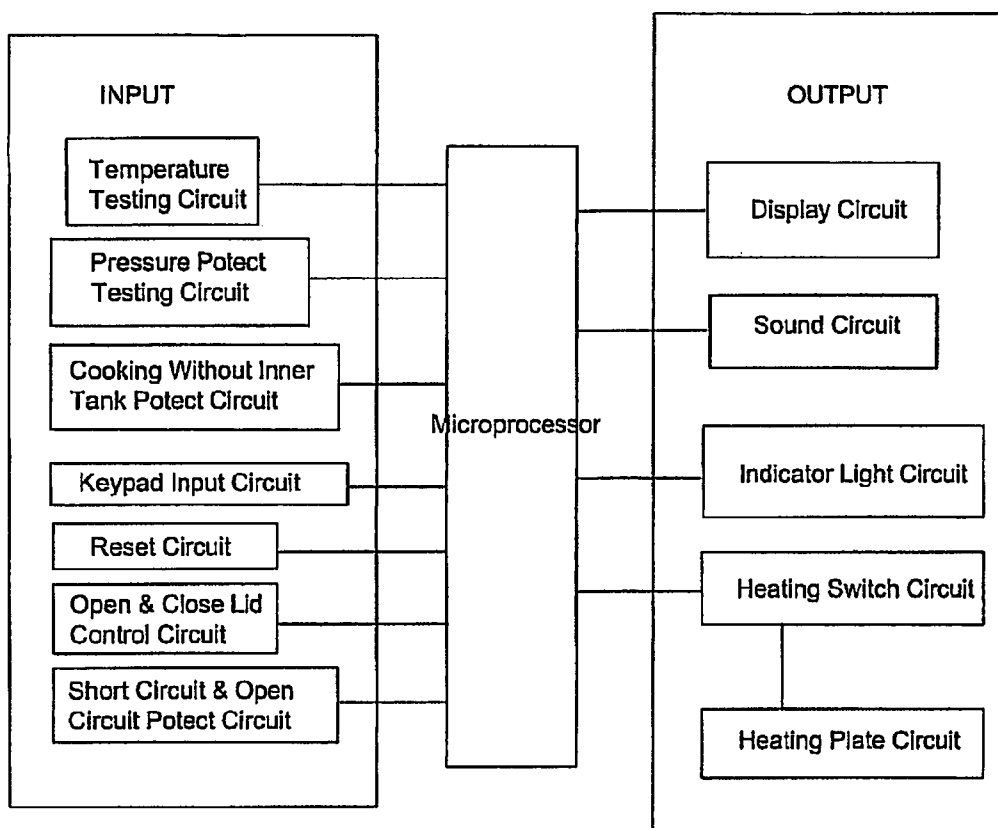 INPUT
Temperature
Testing Circuit
Pressure Potect
Testing Circuit
Cooking Without Inner
Tank Potect Circuit
Keypad Input Circuit
Reset Circuit
Open & Close Lid
Control Circuit
Short Circuit & Open
Circuit Potect Circuit
Microprocessor
OUTPUT
Display Circuit
Sound Circuit
Indicator Light Circuit
Heating Switch Circuit
Heating Plate Circuit